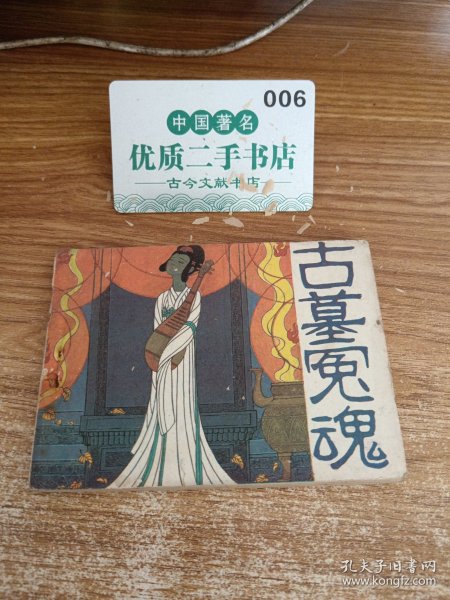 006
中国著名
优质二手书店
古今文献书店
古墓冤魂
孔夫子旧书网
www.kongfz.com